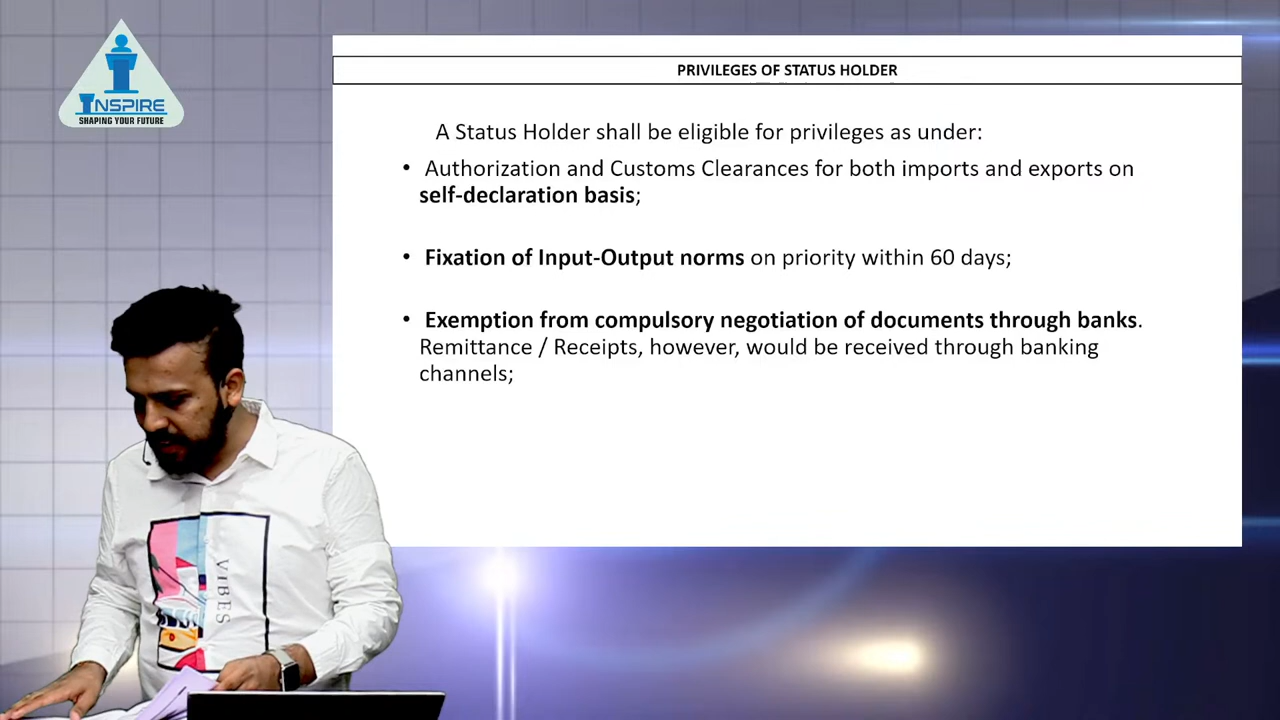 INSPIRE
SHAPING YOUR FUTURE
PRIVILEGES OF STATUS HOLDER
A Status Holder shall be eligible for privileges as under:
• Authorization and Customs Clearances for both imports and exports on
self-declaration basis;
• Fixation of Input-Output norms on priority within 60 days;
• Exemption from compulsory negotiation of documents through banks.
Remittance / Receipts, however, would be received through banking
channels;
VIBES